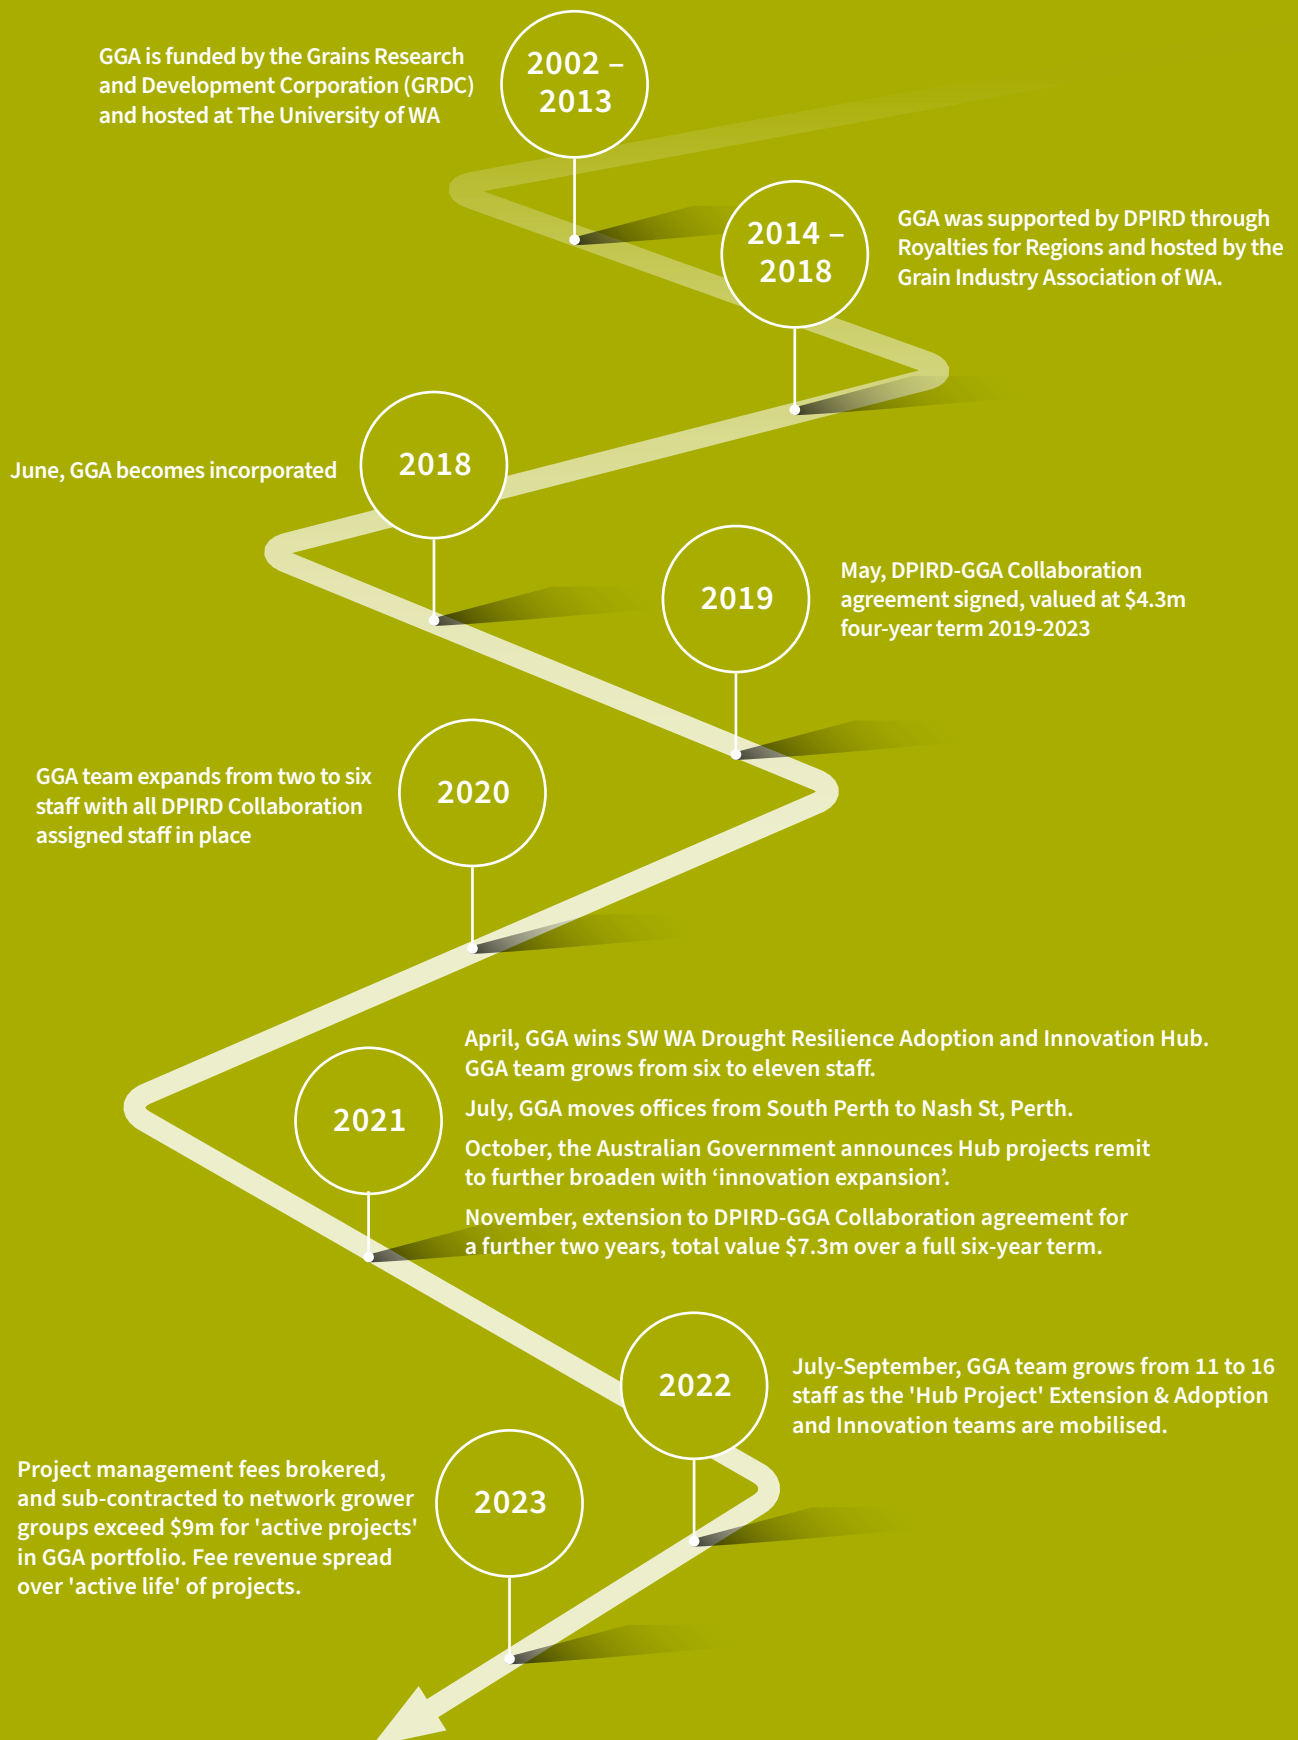 GGA is funded by the Grains Research
and Development Corporation (GRDC)
and hosted at The University of WA
2002 –
2013
2014 –
2018
GGA was supported by DPIRD through
Royalties for Regions and hosted by the
Grain Industry Association of WA.
June, GGA becomes incorporated
2018
2019
May, DPIRD-GGA Collaboration
agreement signed, valued at $4.3m
four-year term 2019-2023
GGA team expands from two to six
staff with all DPIRD Collaboration
assigned staff in place
2020
2021
April, GGA wins SW WA Drought Resilience Adoption and Innovation Hub.
GGA team grows from six to eleven staff.
July, GGA moves offices from South Perth to Nash St, Perth.
October, the Australian Government announces Hub projects remit
to further broaden with ‘innovation expansion’.
November, extension to DPIRD-GGA Collaboration agreement for
a further two years, total value $7.3m over a full six-year term.
2022
July-September, GGA team grows from 11 to 16
staff as the 'Hub Project' Extension & Adoption
and Innovation teams are mobilised.
Project management fees brokered,
and sub-contracted to network grower
groups exceed $9m for 'active projects'
in GGA portfolio. Fee revenue spread
over 'active life' of projects.
2023